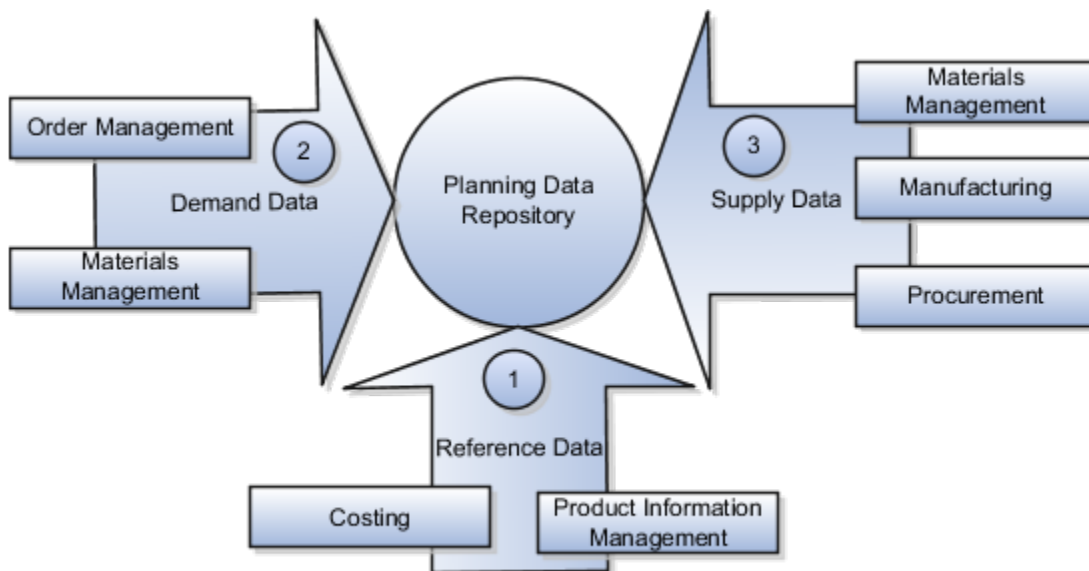 Order Management
2
Demand Data
Materials
Management
Planning Data
Repository
3
Supply Data
Materials
Management
Manufacturing
Procurement
1
Reference Data
Costing
Product Information
Management